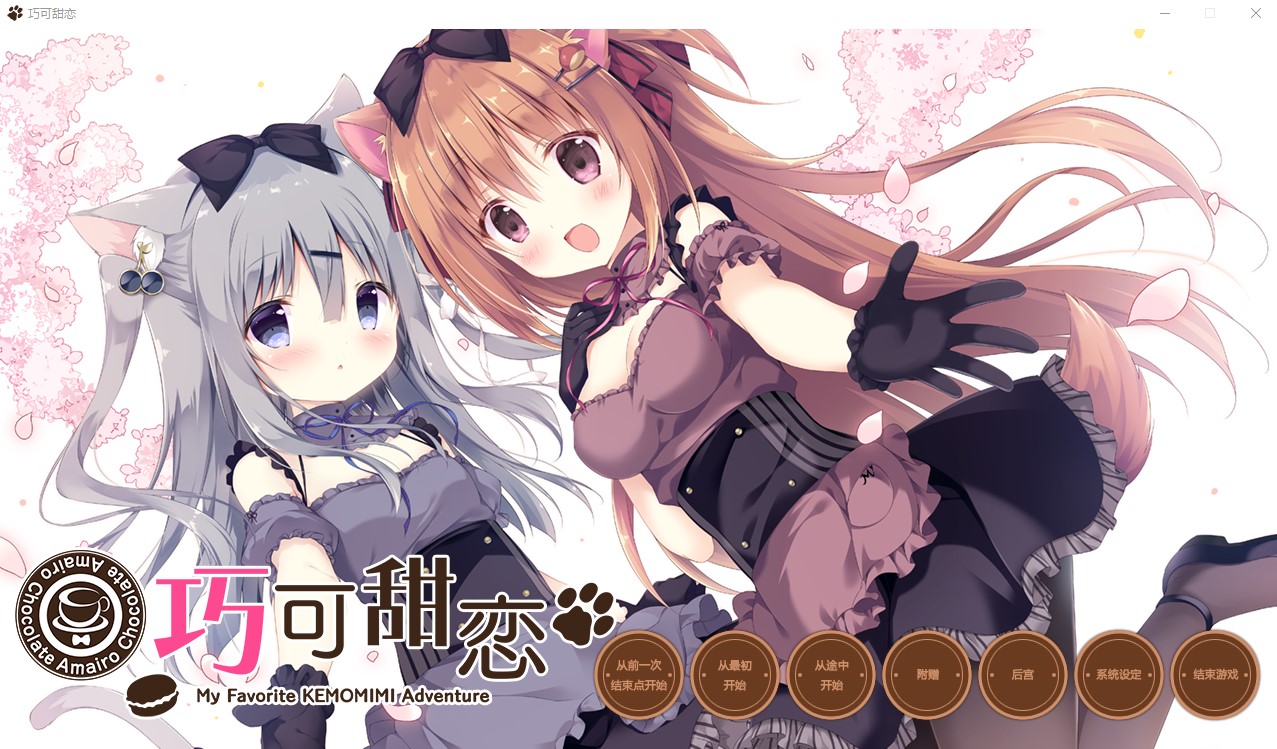 巧可甜恋
Amairo Chocolate Amairo Chocolate
巧可甜恋
My Favorite KEMOMIMI Adventure
从前一次
结束点开始
从最初
开始
从途中
开始
附赠
后宫
系统设定
结束游戏